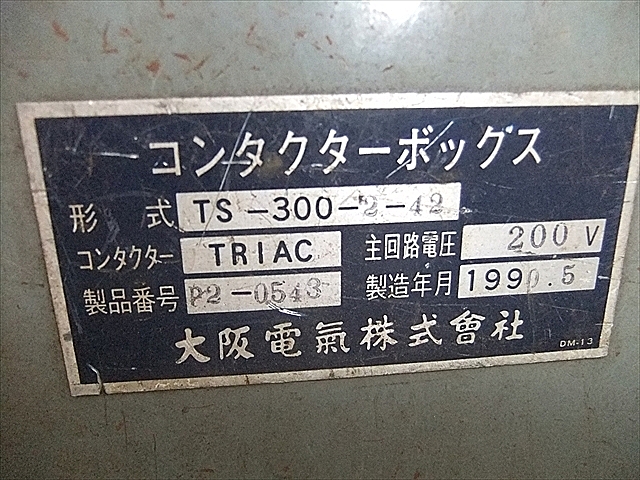 コンタクターボッグス
形 式 TS-300-2-42
コンタクター TRIAC 主回路電圧 200 V
製品番号 P2-0543 製造年月 1990.5
大阪電氣株式會社
DM-13